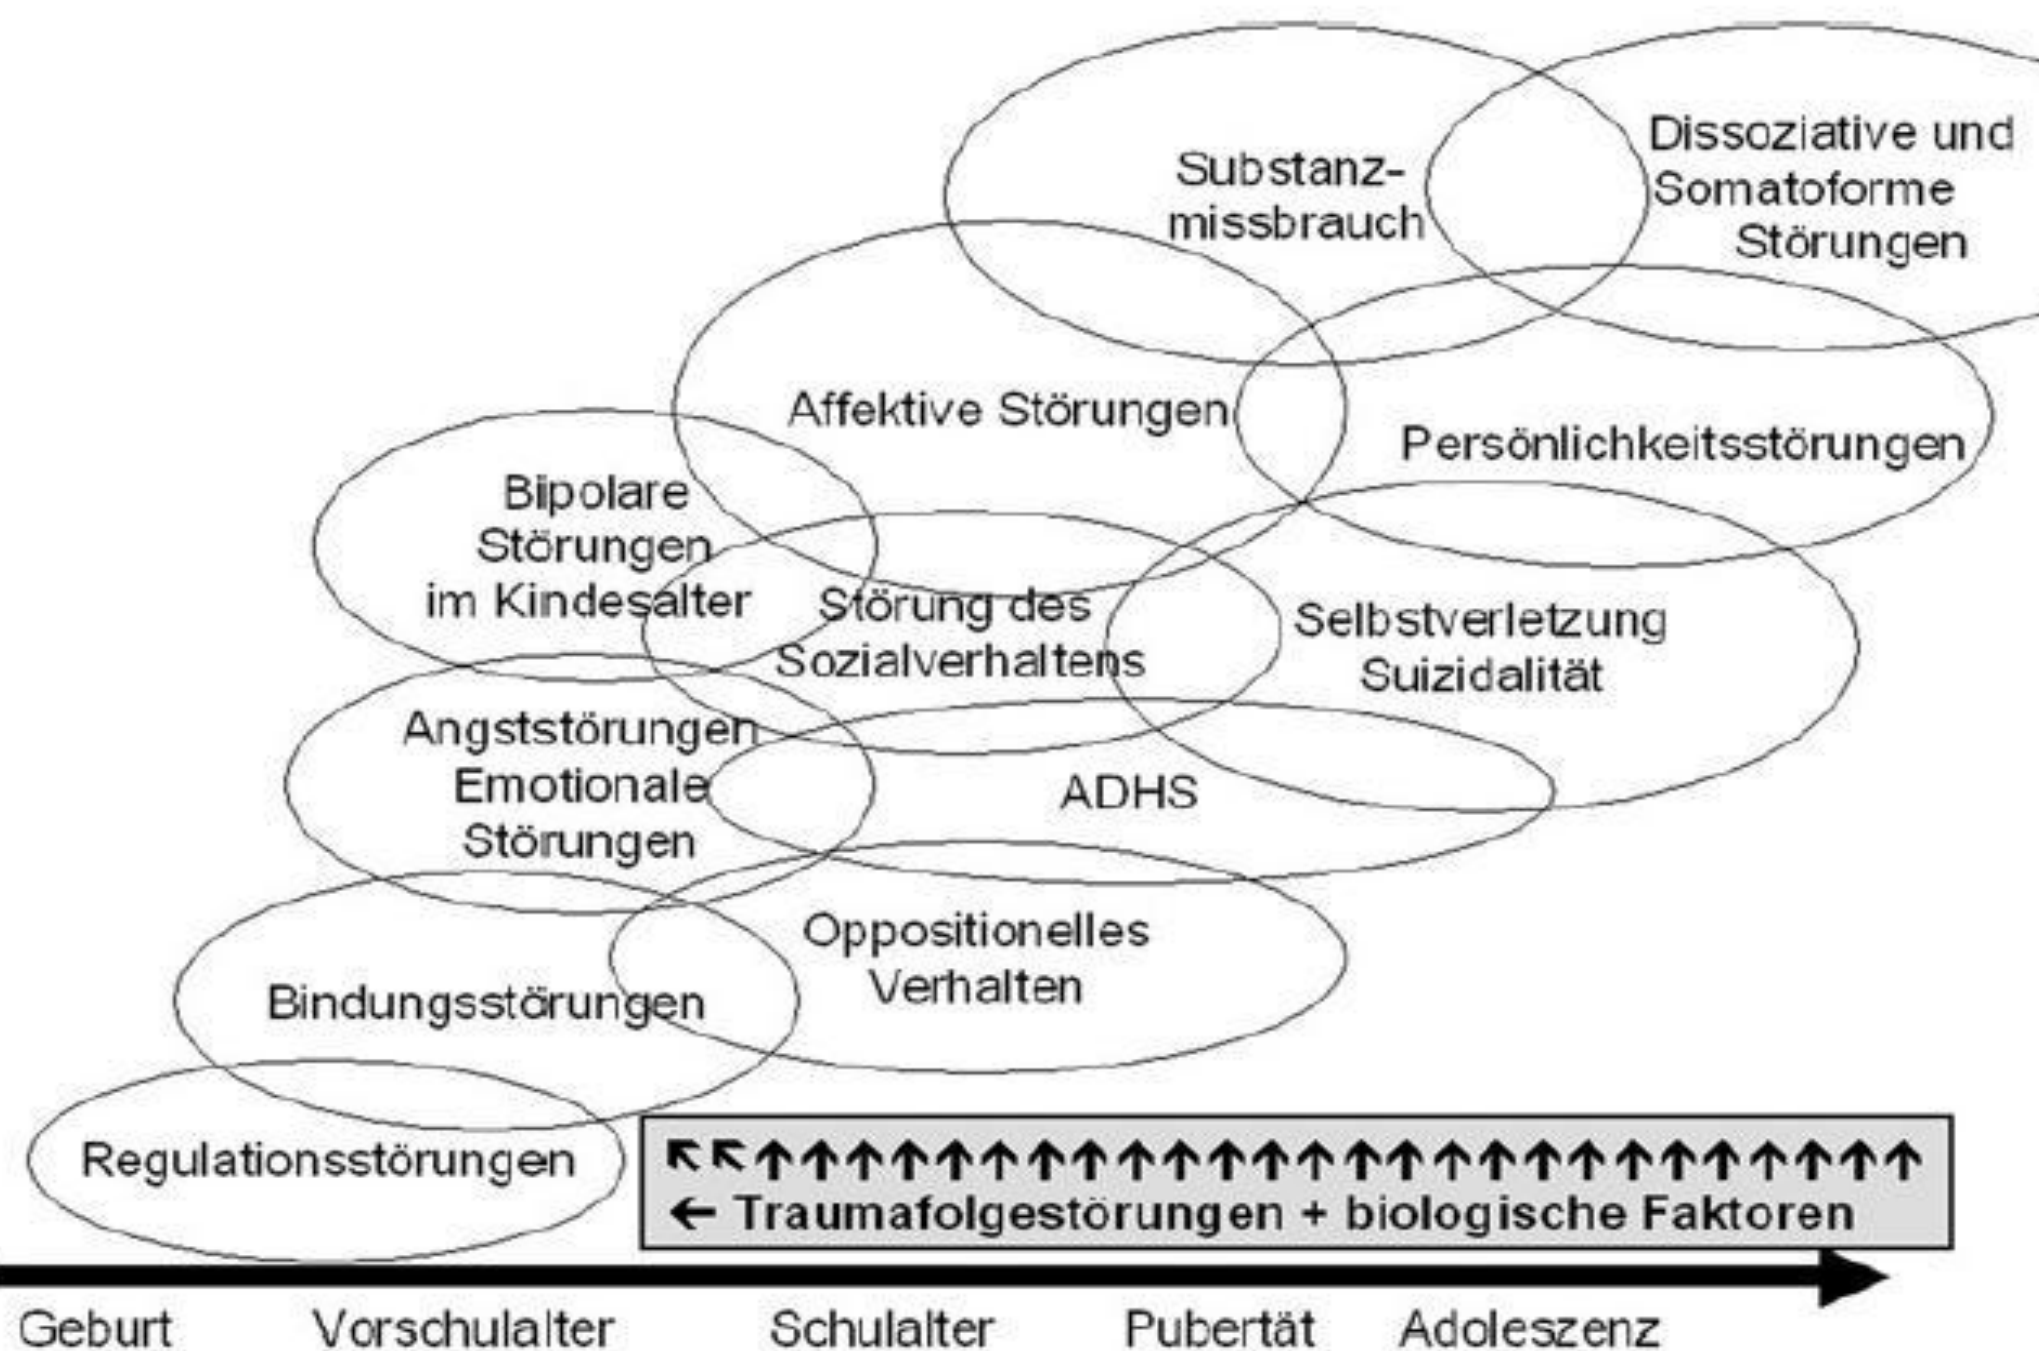 Dissoziative und
Somatoforme
Störungen
Substanz-
missbrauch
Affektive Störungen
Persönlichkeitsstörungen
Biipolare
Störungen
im Kindesalter
Störung des
Sozialverhaltens
Selbstverletzung
Suizidalität
Angststörungen
Emotionale
Störungen
ADHS
Oppositionelles
Verhalten
Bindungsstörungen
Regulationsstörungen
↖↖↑↑↑↑↑↑↑↑↑↑↑↑↑↑↑↑↑↑↑↑↑↑↑↑↑↑
← Traumafolgestörungen + biologische Faktoren
Geburt Vorschulalter Schulalter Pubertät Adoleszenz